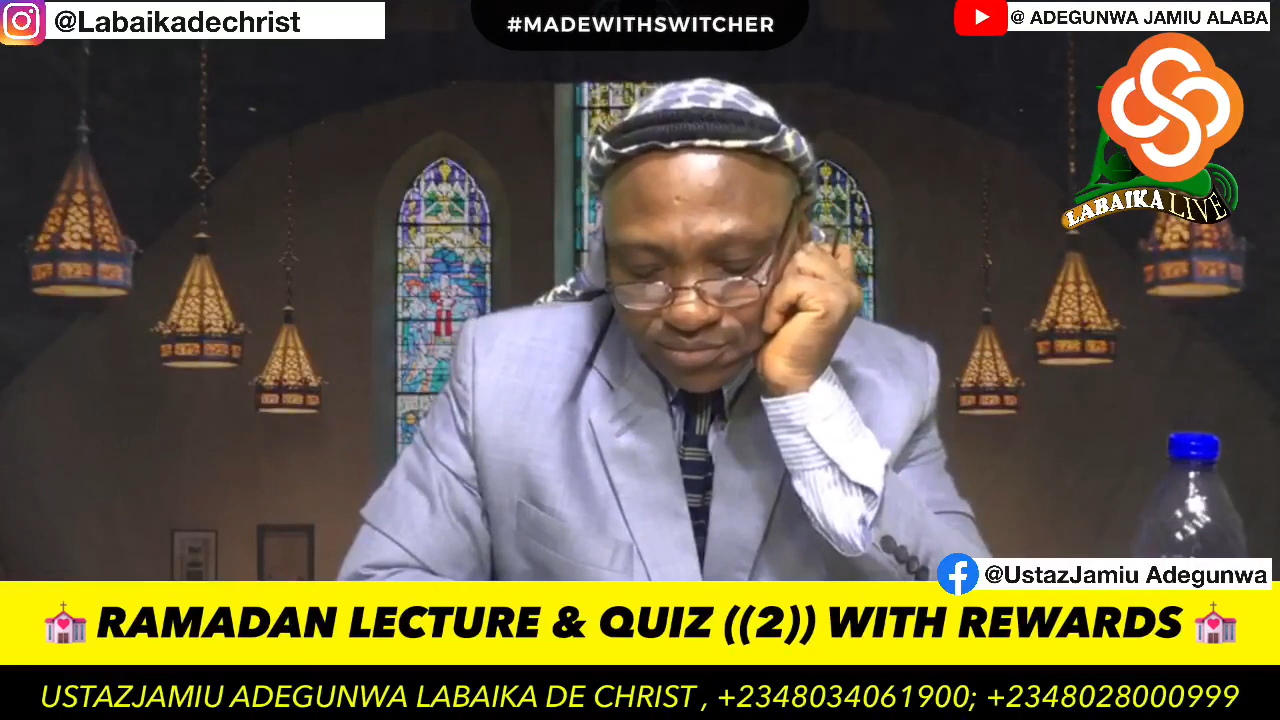 @Labaikadechrist
#MADEWITHSWITCHER
@ ADEGUNWA JAMIU ALABA
LABAIKA LIVE
@UstazJamiu Adegunwa
RAMADAN LECTURE & QUIZ ((2)) WITH REWARDS
USTAZJAMIU ADEGUNWA LABAIKA DE CHRIST , +2348034061900; +2348028000999